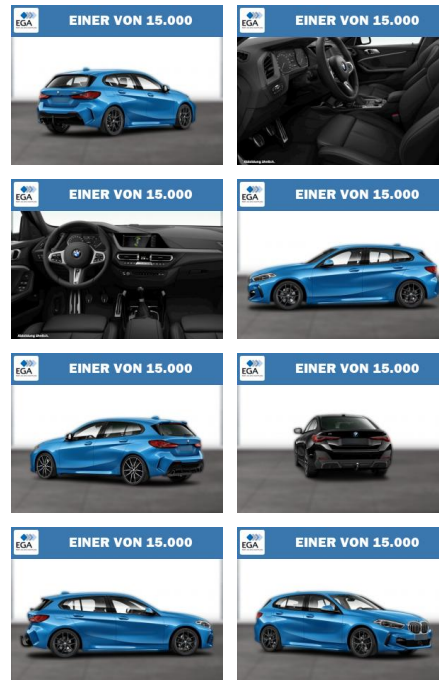 EGA
EINER VON 15.000
EGA
EINER VON 15.000
Abbildung ähnlich.
EGA
EINER VON 15.000
Abbildung ähnlich.
EGA
EINER VON 15.000
EGA
EINER VON 15.000
EGA
EINER VON 15.000
EGA
EINER VON 15.000
EGA
EINER VON 15.000